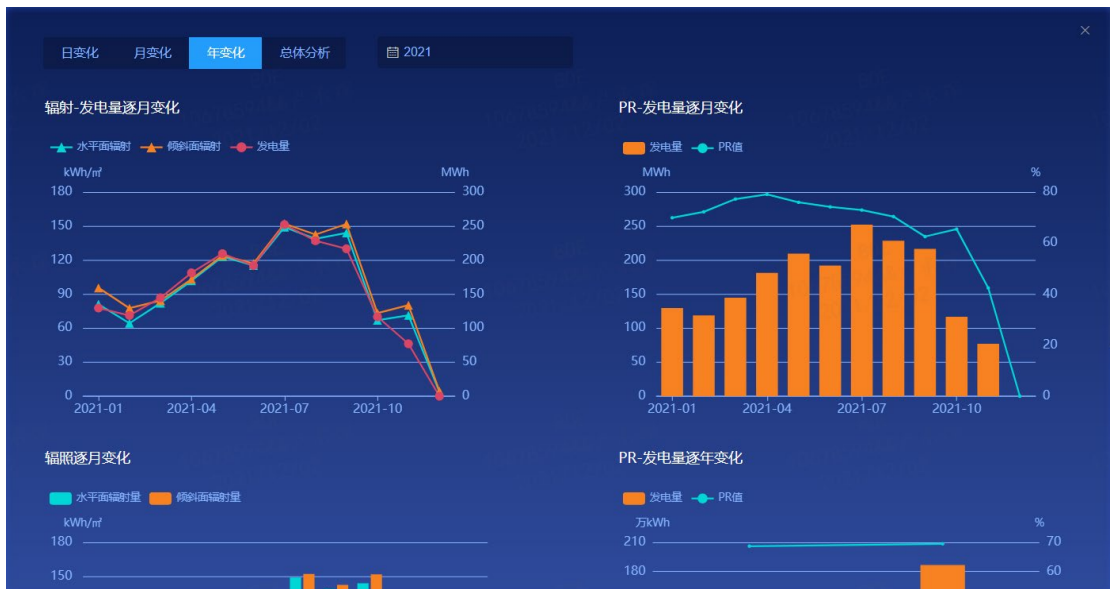 日变化 月变化 年变化 总体分析 2021
辐射-发电量逐月变化
水平面辐射 倾斜面辐射 发电量
kWh/㎡ MWh
180 300
150 250
120 200
90 150
60 100
30 50
0 0
2021-01 2021-04 2021-07 2021-10
PR-发电量逐月变化
发电量 PR值
MWh %
300 80
250
60
200
150 40
100
20
50
0 0
2021-01 2021-04 2021-07 2021-10
辐照逐月变化
水平面辐射量 倾斜面辐射量
kWh/㎡
180
150
PR-发电量逐年变化
发电量 PR值
万kWh %
210 70
180 60